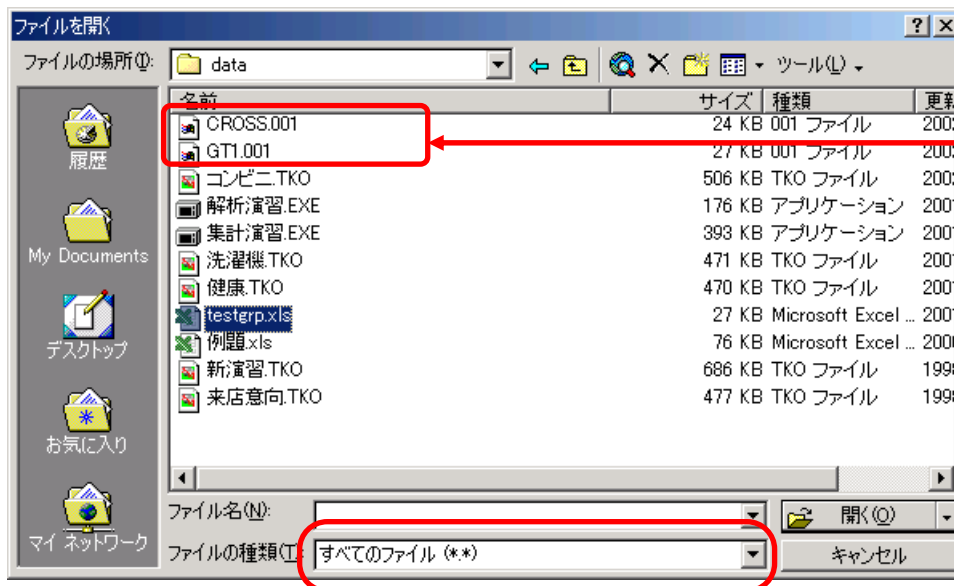 ファイルを開く
ファイルの場所(I): data ツール(L)
名前 サイズ 種類
CROSS.001 24 KB 001 ファイル
GT1.001 27 KB 001 ファイル
コンビニ.TKO 506 KB TKO ファイル
解析演習.EXE 176 KB アプリケーション
集計演習.EXE 393 KB アプリケーション
洗濯機.TKO 471 KB TKO ファイル
健康.TKO 470 KB TKO ファイル
testgrp.xls 27 KB Microsoft Excel ...
例題.xls 76 KB Microsoft Excel ...
新演習.TKO 686 KB TKO ファイル
来店意向.TKO 477 KB TKO ファイル
履歴
My Documents
デスクトップ
お気に入り
マイ ネットワーク
ファイル名(N): 開く(O)
ファイルの種類(T): すべてのファイル (*.*) キャンセル